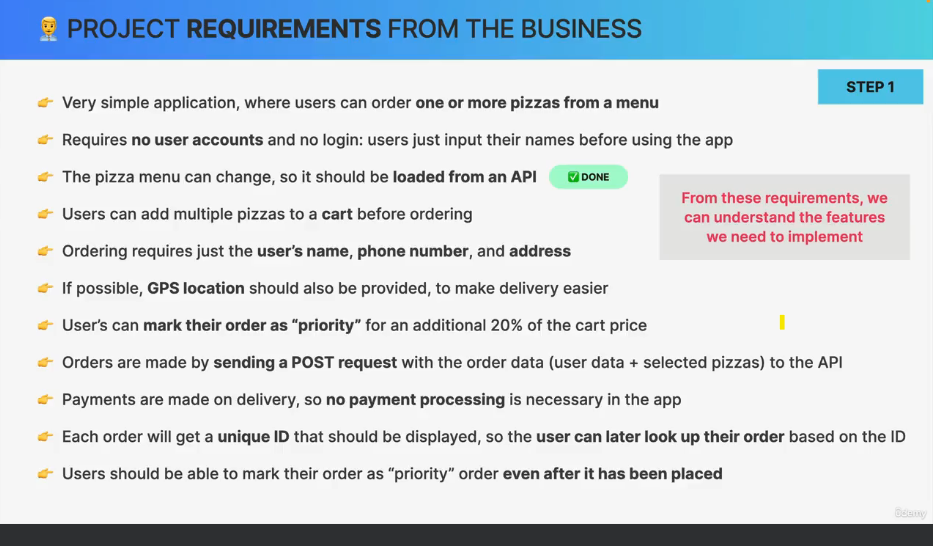 PROJECT REQUIREMENTS FROM THE BUSINESS
STEP 1
Very simple application, where users can order one or more pizzas from a menu
Requires no user accounts and no login: users just input their names before using the app
The pizza menu can change, so it should be loaded from an API
DONE
From these requirements, we
can understand the features
we need to implement
Users can add multiple pizzas to a cart before ordering
Ordering requires just the user's name, phone number, and address
If possible, GPS location should also be provided, to make delivery easier
User's can mark their order as "priority" for an additional 20% of the cart price
Orders are made by sending a POST request with the order data (user data + selected pizzas) to the API
Payments are made on delivery, so no payment processing is necessary in the app
Each order will get a unique ID that should be displayed, so the user can later look up their order based on the ID
Users should be able to mark their order as "priority" order even after it has been placed
ûdemy